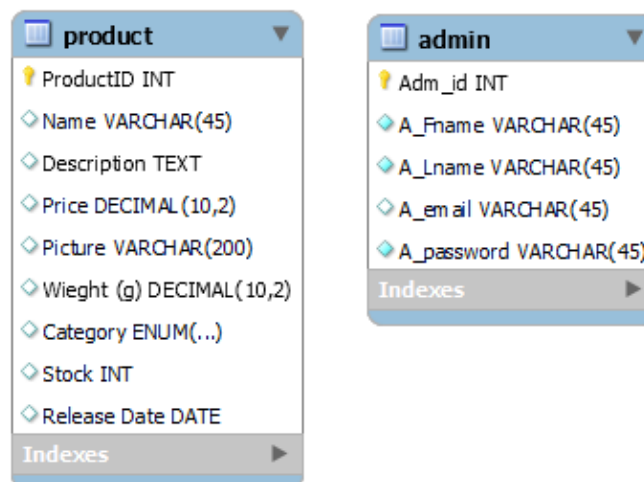 product
ProductID INT
Name VARCHAR(45)
Description TEXT
Price DECIMAL(10,2)
Picture VARCHAR(200)
Wieght (g) DECIMAL(10,2)
Category ENUM(...)
Stock INT
Release Date DATE
Indexes
admin
Adm_id INT
A_Fname VARCHAR(45)
A_Lname VARCHAR(45)
A_email VARCHAR(45)
A_password VARCHAR(45)
Indexes